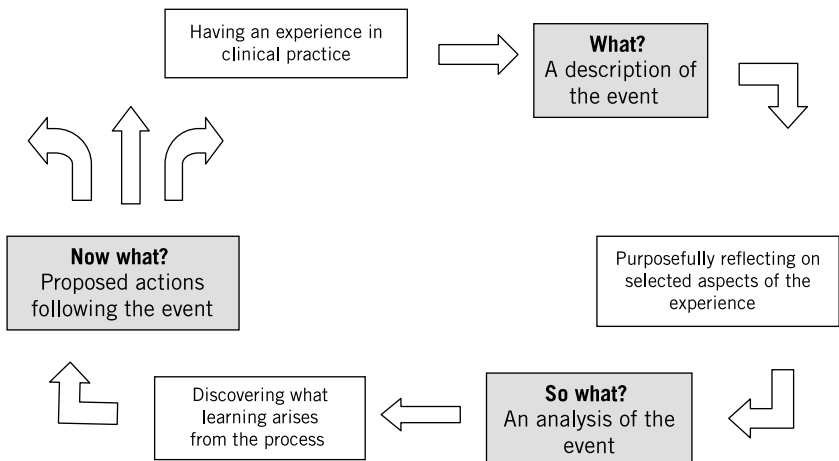 Having an experience in
clinical practice
What?
A description of
the event
Purposefully reflecting on
selected aspects of the
experience
So what?
An analysis of the
event
Discovering what
learning arises
from the process
Now what?
Proposed actions
following the event